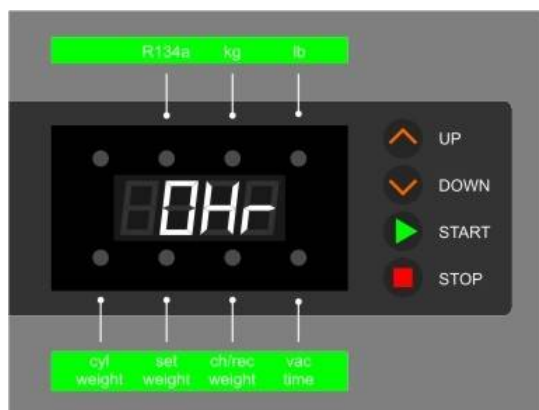 R134a kg lb
UP
0Hr
DOWN
START
STOP
cyl set ch/rec vac
weight weight weight time